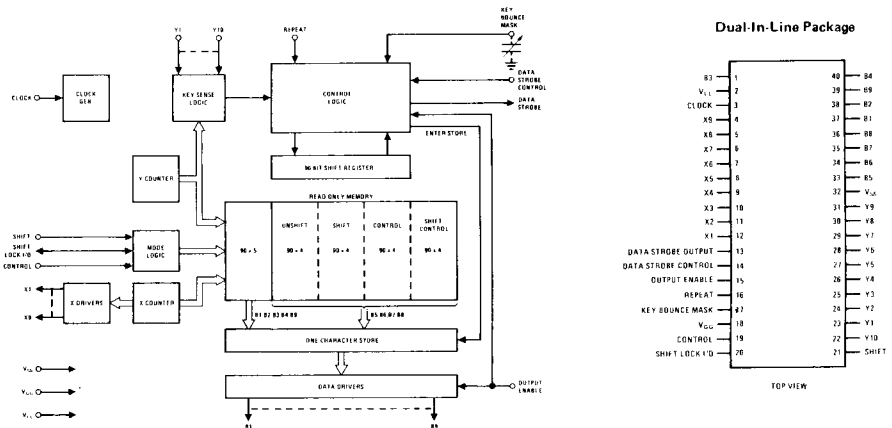 KEY
BOUNCE
MASK
Y1
Y10
REPEAT
CLOCK
CLOCK
GEN
KEY SENSE
LOGIC
CONTROL
LOGIC
DATA
STROBE
CONTROL
DATA
STROBE
ENTER STORE
90 BIT SHIFT REGISTER
Y COUNTER
READ ONLY MEMORY
UNSHIFT
SHIFT
CONTROL
SHIFT
CONTROL
90 × 5
90 × 4
90 × 4
90 × 4
90 × 4
SHIFT
SHIFT
LOCK I/O
CONTROL
MODE
LOGIC
X1
X9
X DRIVERS
X COUNTER
B1 B2 B3 B4 B9
B5 B6 B7 B8
ONE CHARACTER STORE
DATA DRIVERS
OUTPUT
ENABLE
B1
B9
VSS
VGG
VLL
Dual-In-Line Package
B3 1
VLL 2
CLOCK 3
X9 4
X8 5
X7 6
X6 7
X5 8
X4 9
X3 10
X2 11
X1 12
DATA STROBE OUTPUT 13
DATA STROBE CONTROL 14
OUTPUT ENABLE 15
REPEAT 16
KEY BOUNCE MASK 17
VGG 18
CONTROL 19
SHIFT LOCK I/O 20
40 B4
39 B9
38 B2
37 B1
36 B8
35 B7
34 B6
33 B5
32 VSS
31 Y9
30 Y8
29 Y7
28 Y6
27 Y5
26 Y4
25 Y3
24 Y2
23 Y1
22 Y10
21 SHIFT
TOP VIEW